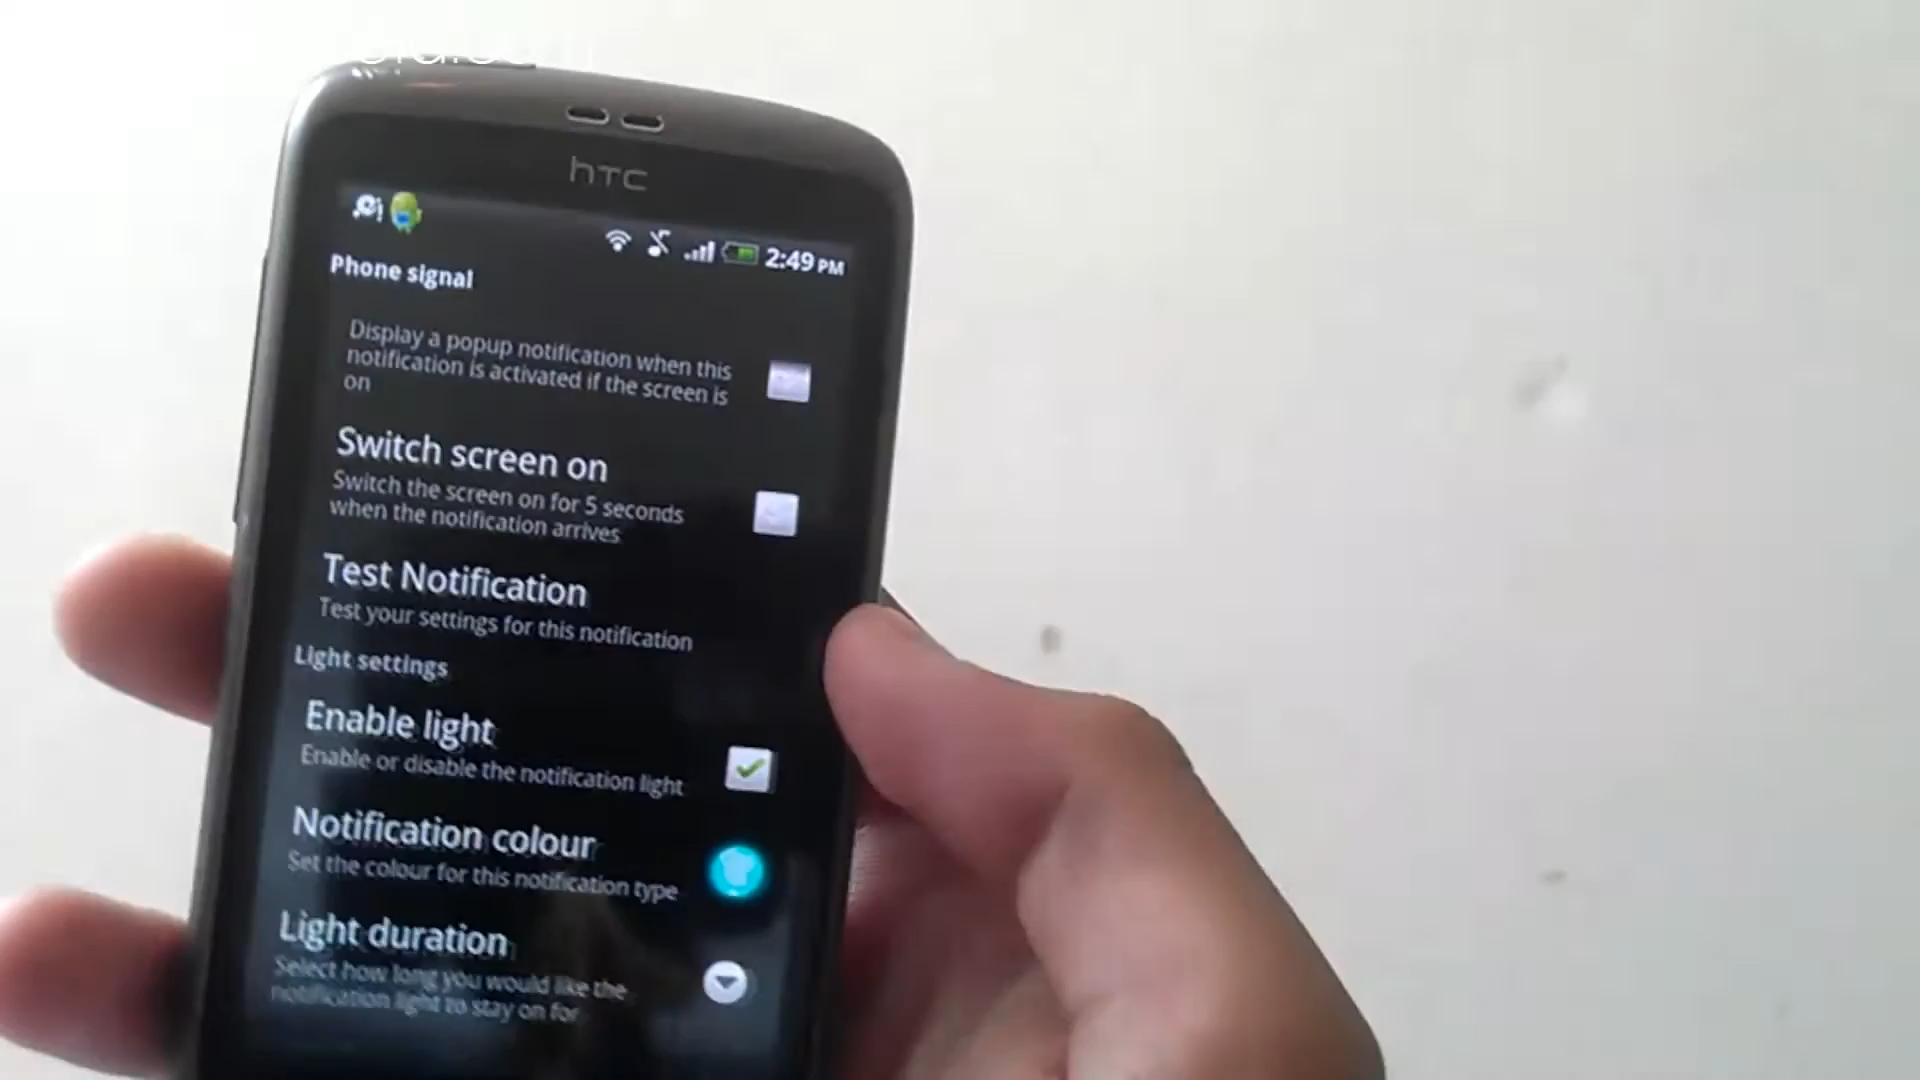 hTC
2:49 PM
Phone signal
Display a popup notification when this
notification is activated if the screen is
on
Switch screen on
Switch the screen on for 5 seconds
when the notification arrives
Test Notification
Test your settings for this notification
Light settings
Enable light
Enable or disable the notification light
Notification colour
Set the colour for this notification type
Light duration
Select how long you would like the
notification light to stay on for